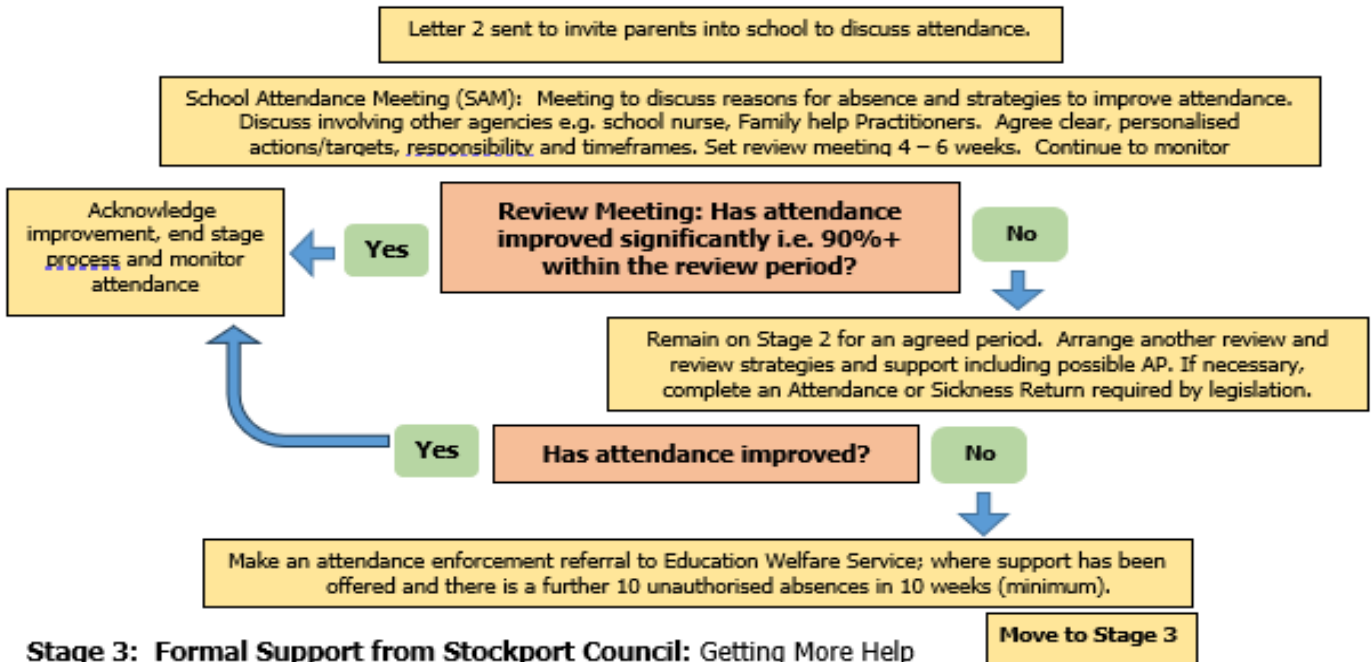 Letter 2 sent to invite parents into school to discuss attendance.
School Attendance Meeting (SAM):  Meeting to discuss reasons for absence and strategies to improve attendance.
Discuss involving other agencies e.g. school nurse, Family help Practitioners.  Agree clear, personalised
actions/targets, responsibility and timeframes. Set review meeting 4 – 6 weeks.  Continue to monitor
Acknowledge
improvement, end stage
process and monitor
attendance
Yes
Review Meeting: Has attendance
improved significantly i.e. 90%+
within the review period?
No
Remain on Stage 2 for an agreed period.  Arrange another review and
review strategies and support including possible AP. If necessary,
complete an Attendance or Sickness Return required by legislation.
Yes
Has attendance improved?
No
Make an attendance enforcement referral to Education Welfare Service; where support has been
offered and there is a further 10 unauthorised absences in 10 weeks (minimum).
Move to Stage 3
Stage 3:  Formal Support from Stockport Council: Getting More Help